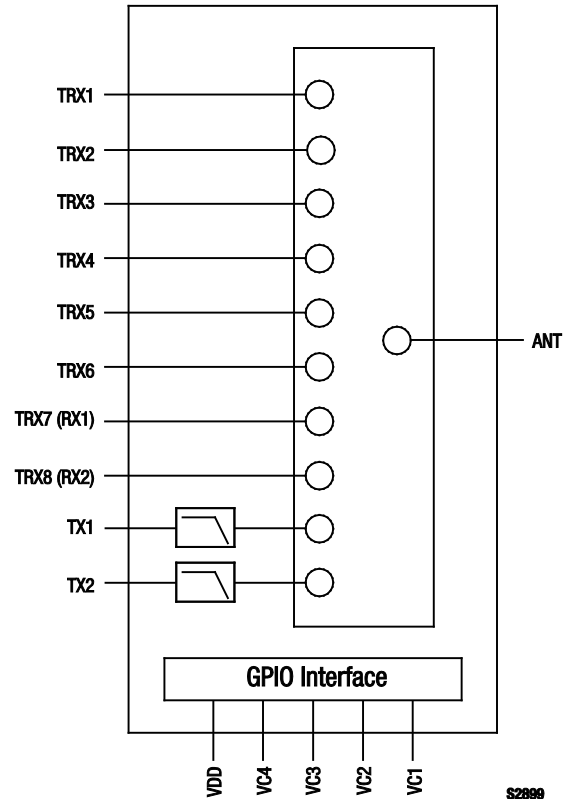 TRX1
TRX2
TRX3
TRX4
TRX5
TRX6
TRX7 (RX1)
TRX8 (RX2)
TX1
TX2
ANT
GPIO Interface
VDD
VC4
VC3
VC2
VC1
S2899